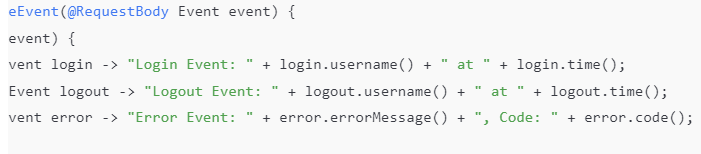 eEvent(@RequestBody Event event) {
event) {
vent login -> "Login Event: " + login.username() + " at " + login.time();
Event logout -> "Logout Event: " + logout.username() + " at " + logout.time();
vent error -> "Error Event: " + error.errorMessage() + ", Code: " + error.code();